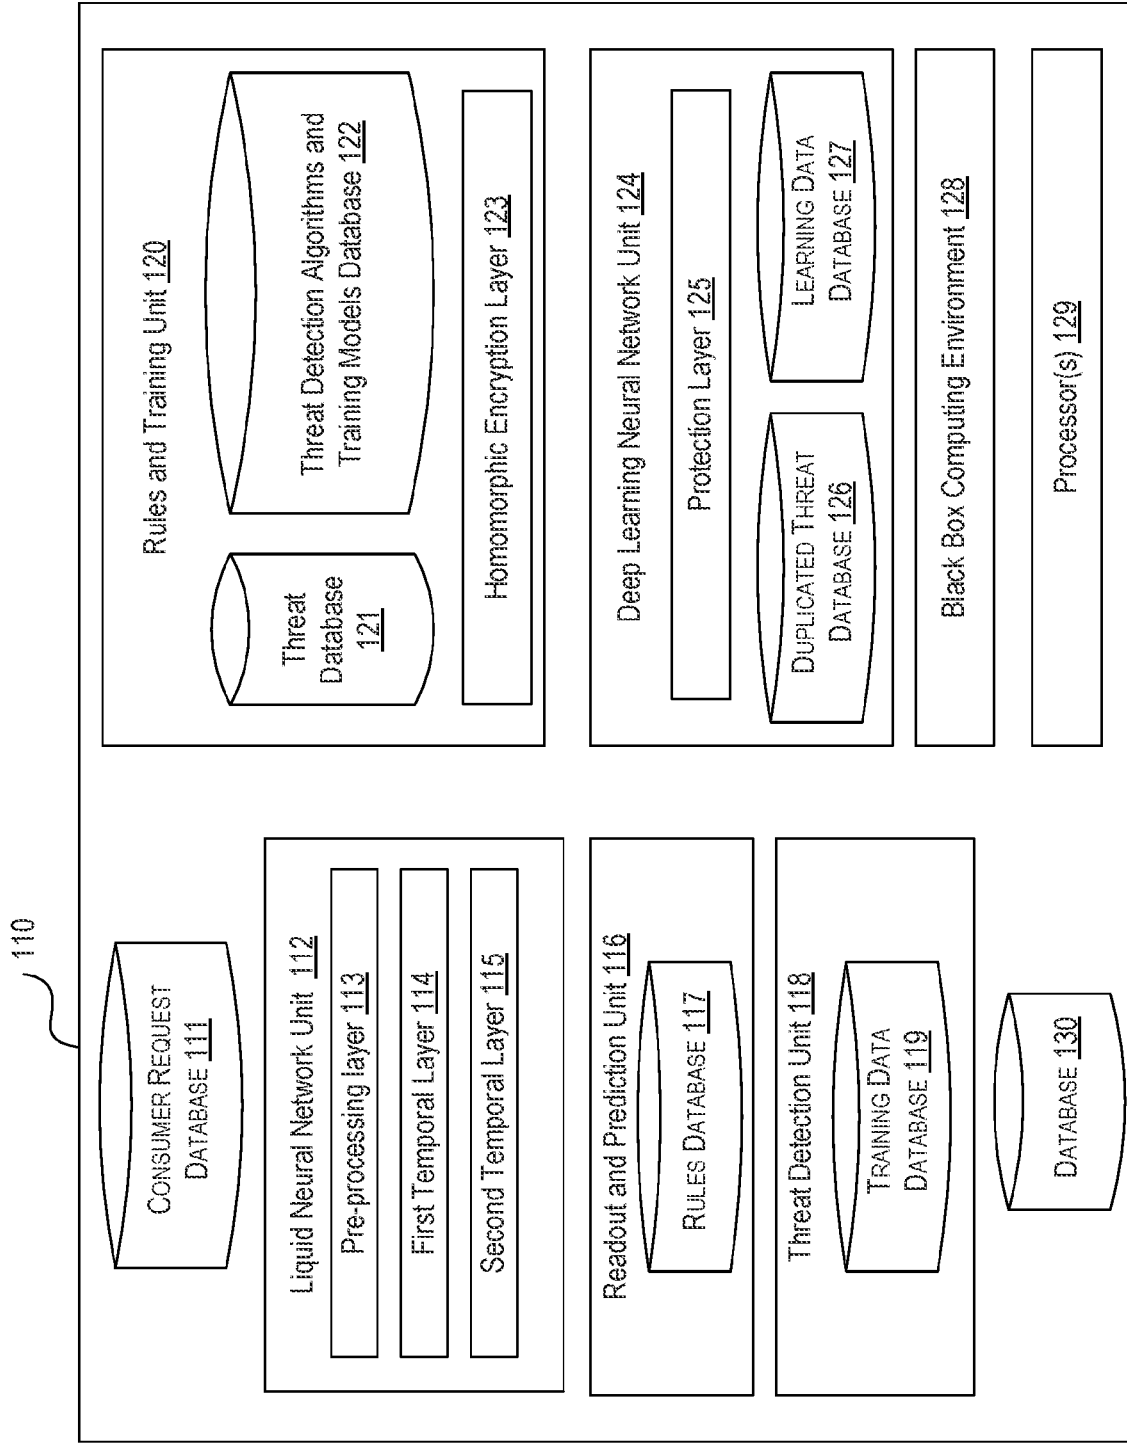 110
CONSUMER REQUEST
DATABASE 111
Liquid Neural Network Unit 112
Pre-processing layer 113
First Temporal Layer 114
Second Temporal Layer 115
Readout and Prediction Unit 116
RULES DATABASE 117
Threat Detection Unit 118
TRAINING DATA
DATABASE 119
DATABASE 130
Rules and Training Unit 120
Threat
Database
121
Threat Detection Algorithms and
Training Models Database 122
Homomorphic Encryption Layer 123
Deep Learning Neural Network Unit 124
Protection Layer 125
DUPLICATED THREAT
DATABASE 126
LEARNING DATA
DATABASE 127
Black Box Computing Environment 128
Processor(s) 129